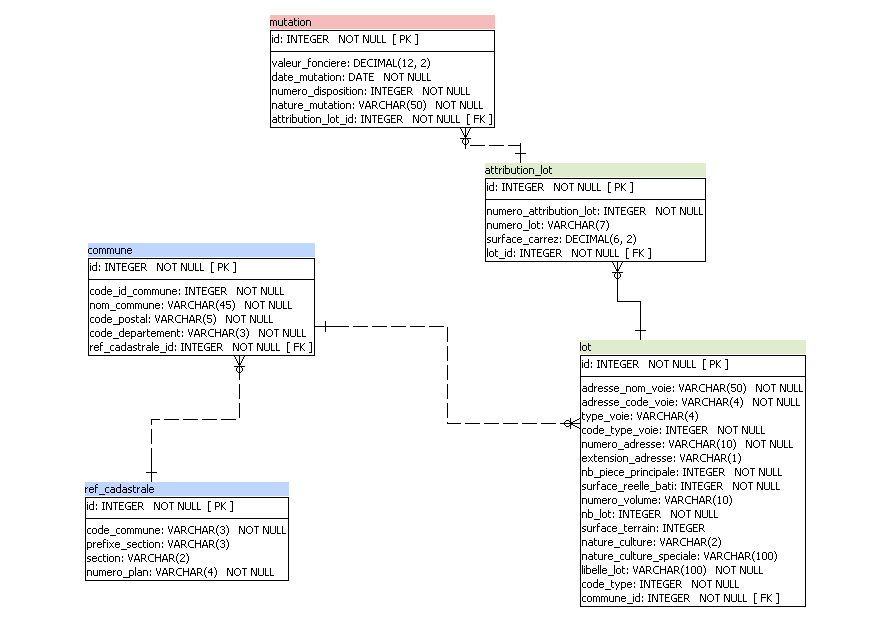 mutation
id: INTEGER NOT NULL [ PK ]
valeur_fonciere: DECIMAL(12, 2)
date_mutation: DATE NOT NULL
numero_disposition: INTEGER NOT NULL
nature_mutation: VARCHAR(50) NOT NULL
attribution_lot_id: INTEGER NOT NULL [ FK ]
attribution_lot
id: INTEGER NOT NULL [ PK ]
numero_attribution_lot: INTEGER NOT NULL
numero_lot: VARCHAR(7)
surface_carrez: DECIMAL(6, 2)
lot_id: INTEGER NOT NULL [ FK ]
commune
id: INTEGER NOT NULL [ PK ]
code_id_commune: INTEGER NOT NULL
nom_commune: VARCHAR(45) NOT NULL
code_postal: VARCHAR(5) NOT NULL
code_departement: VARCHAR(3) NOT NULL
ref_cadastrale_id: INTEGER NOT NULL [ FK ]
lot
id: INTEGER NOT NULL [ PK ]
adresse_nom_voie: VARCHAR(50) NOT NULL
adresse_code_voie: VARCHAR(4) NOT NULL
type_voie: VARCHAR(4)
code_type_voie: INTEGER NOT NULL
numero_adresse: VARCHAR(10) NOT NULL
extension_adresse: VARCHAR(1)
nb_piece_principale: INTEGER NOT NULL
surface_reelle_bati: INTEGER NOT NULL
numero_volume: VARCHAR(10)
nb_lot: INTEGER NOT NULL
surface_terrain: INTEGER
nature_culture: VARCHAR(2)
nature_culture_speciale: VARCHAR(100)
libelle_lot: VARCHAR(100) NOT NULL
code_type: INTEGER NOT NULL
commune_id: INTEGER NOT NULL [ FK ]
ref_cadastrale
id: INTEGER NOT NULL [ PK ]
code_commune: VARCHAR(3) NOT NULL
prefixe_section: VARCHAR(3)
section: VARCHAR(2)
numero_plan: VARCHAR(4) NOT NULL